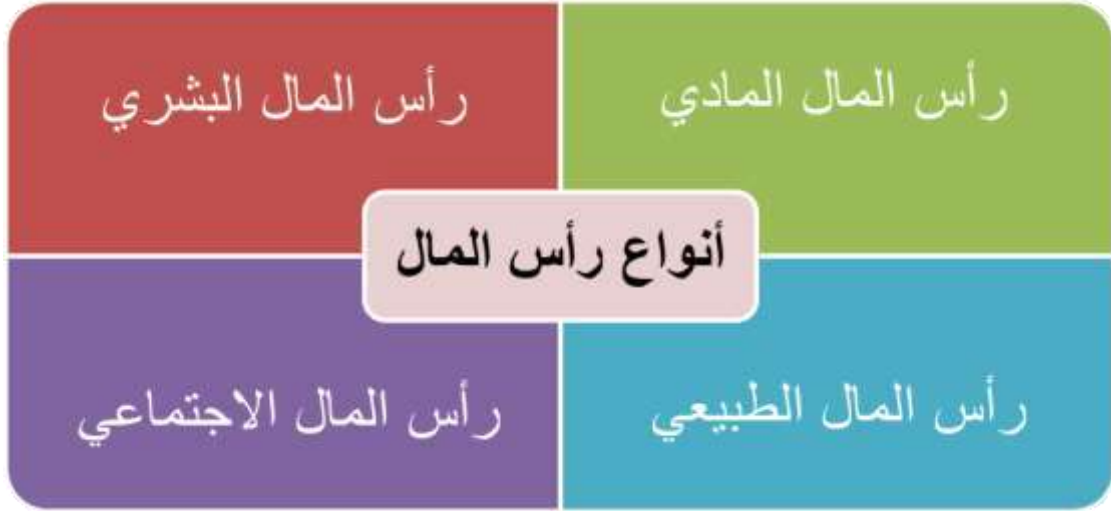 رأس المال المادي
رأس المال البشري
أنواع رأس المال
رأس المال الطبيعي
رأس المال الاجتماعي